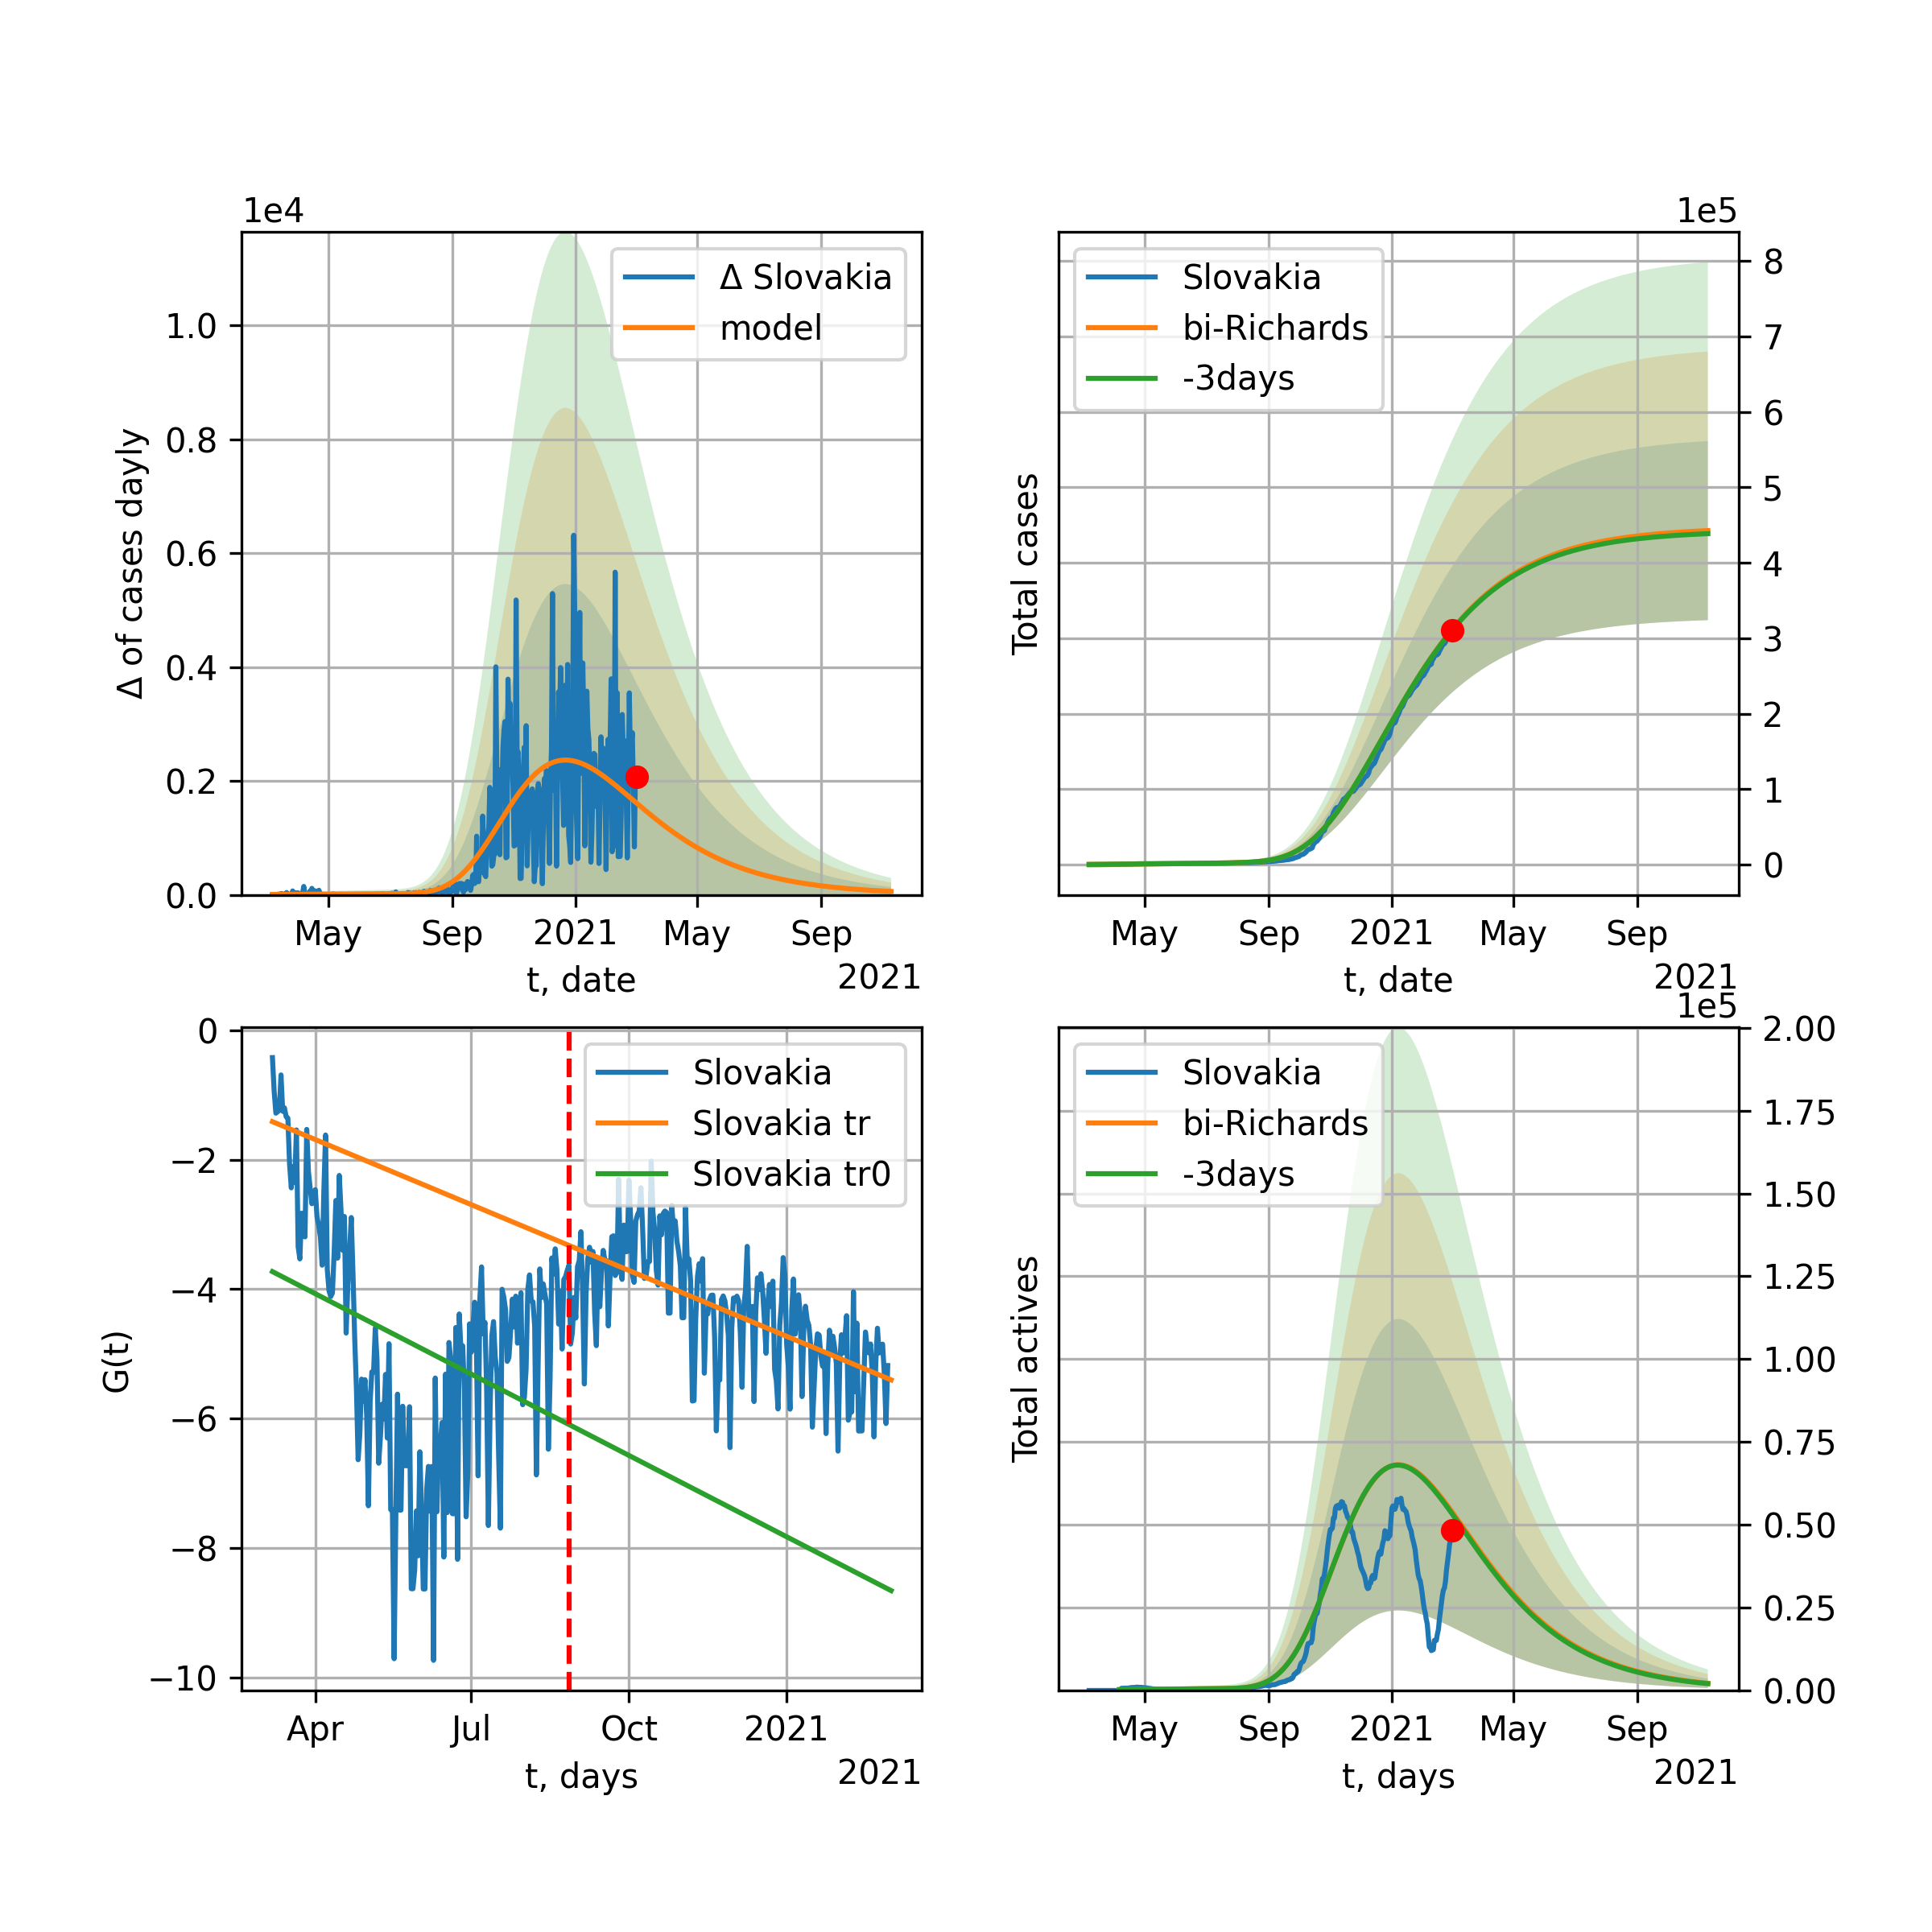 1e4
Δ of cases dayly
1.0
0.8
0.6
0.4
0.2
0.0
Δ Slovakia
model
May Sep 2021 May Sep
t, date
2021
1e5
Total cases
Slovakia
bi-Richards
-3days
8
7
6
5
4
3
2
1
0
May Sep 2021 May Sep
t, date
2021
G(t)
0
−2
−4
−6
−8
−10
Slovakia
Slovakia tr
Slovakia tr0
Apr Jul Oct 2021
t, days
2021
1e5
Total actives
Slovakia
bi-Richards
-3days
2.00
1.75
1.50
1.25
1.00
0.75
0.50
0.25
0.00
May Sep 2021 May Sep
t, days
2021